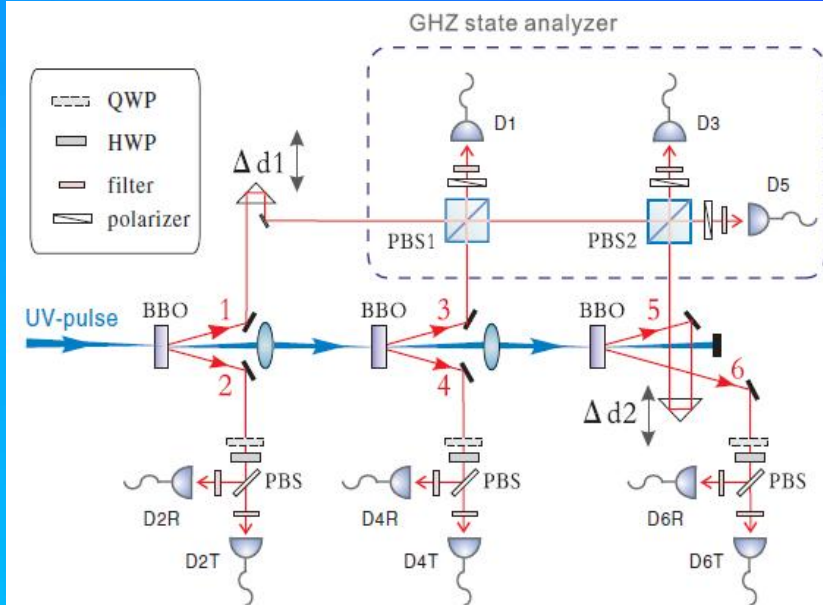 GHZ state analyzer
QWP
HWP
filter
polarizer
Δ d1
D1
D3
D5
PBS1
PBS2
UV-pulse
BBO
1
2
BBO
3
4
BBO
5
6
Δ d2
PBS
D2R
D2T
PBS
D4R
D4T
PBS
D6R
D6T